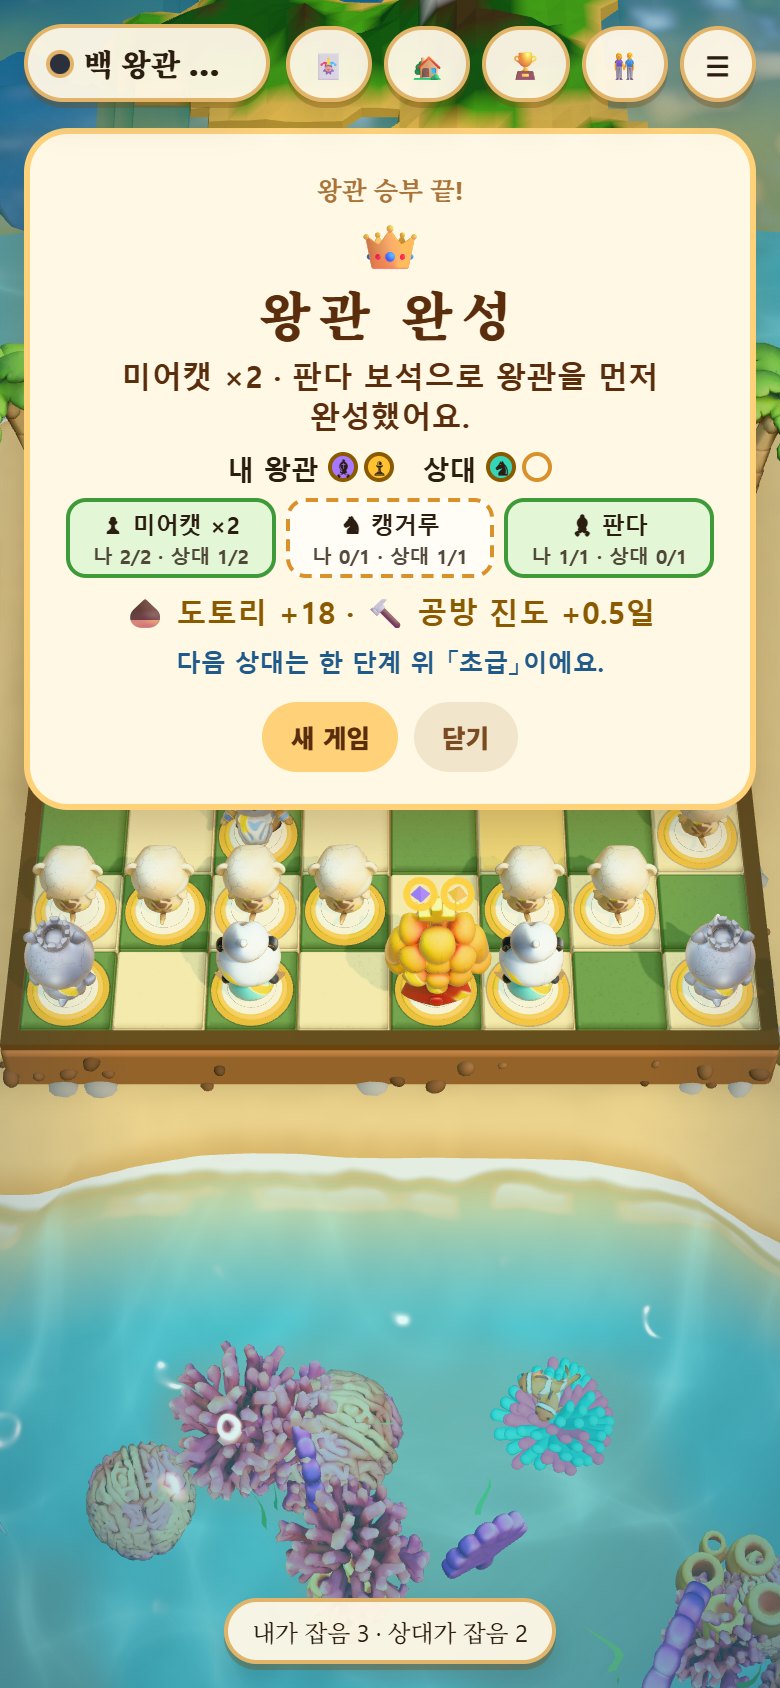 백 왕관 ...
왕관 승부 끝!
왕관 완성
미어캣 ×2 · 판다 보석으로 왕관을 먼저
완성했어요.
내 왕관 상대
미어캣 ×2
나 2/2 · 상대 1/2
캥거루
나 0/1 · 상대 1/1
판다
나 1/1 · 상대 0/1
도토리 +18 · 공방 진도 +0.5일
다음 상대는 한 단계 위 「초급」이에요.
새 게임 닫기
내가 잡음 3 · 상대가 잡음 2